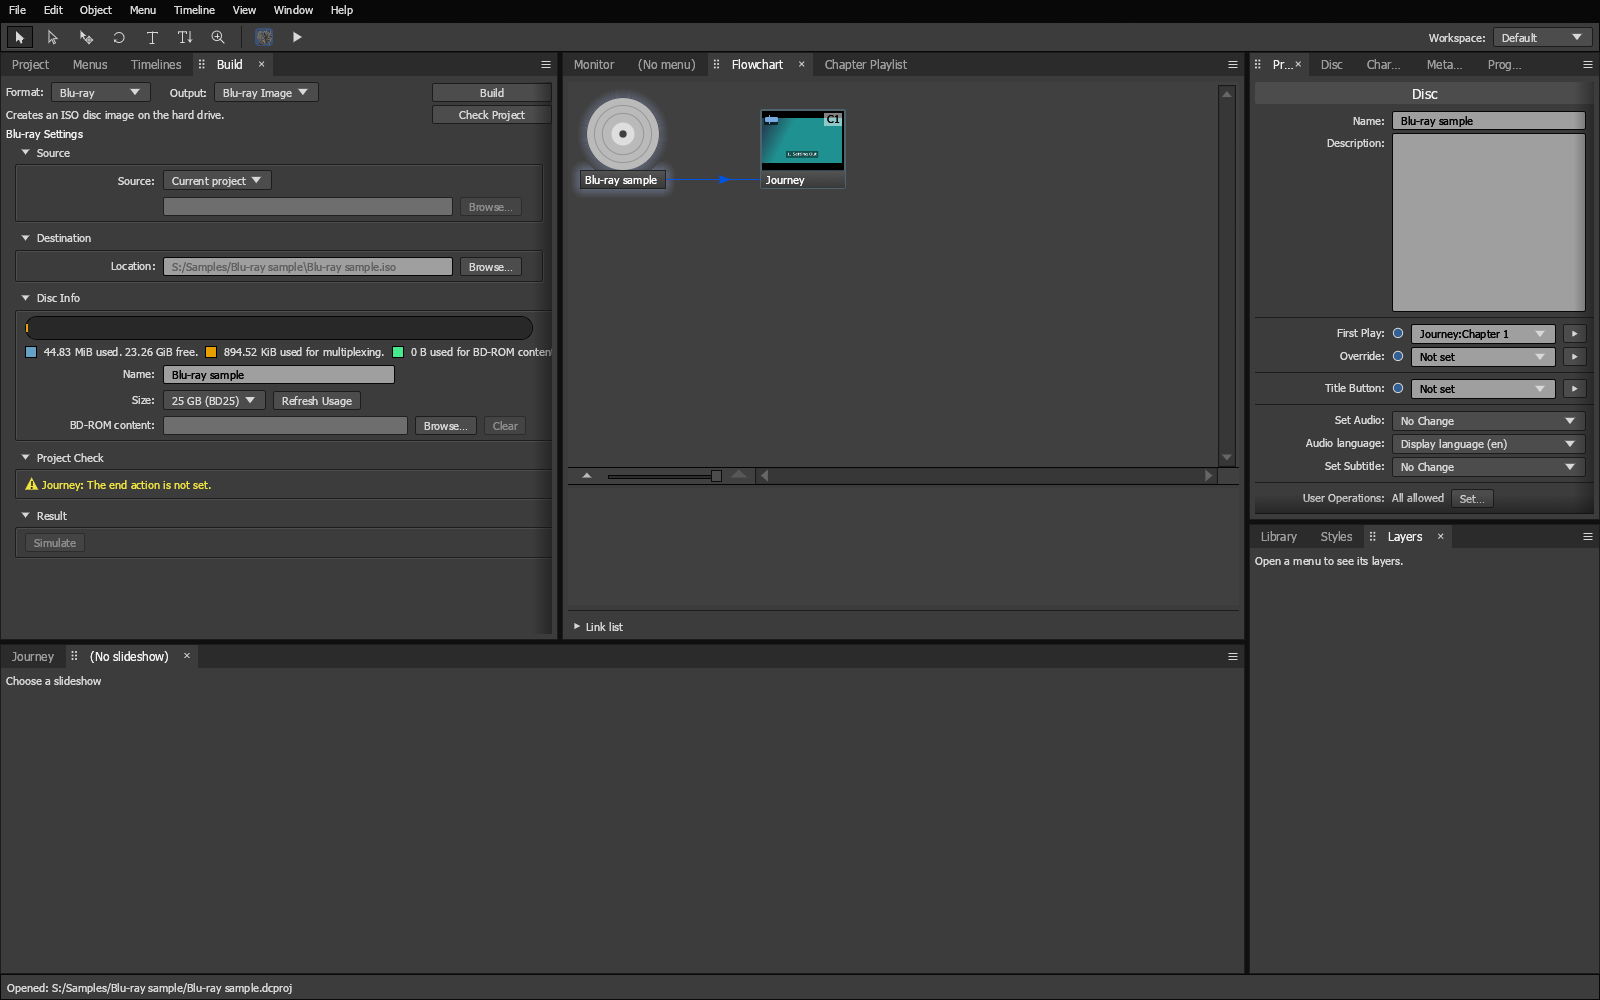 File Edit Object Menu Timeline View Window Help
Workspace: Default
Project Menus Timelines Build
Format: Blu-ray Output: Blu-ray Image Build
Creates an ISO disc image on the hard drive. Check Project
Blu-ray Settings
Source
Source: Current project
Browse...
Destination
Location: S:/Samples/Blu-ray sample\Blu-ray sample.iso Browse...
Disc Info
44.83 MiB used. 23.26 GiB free. 894.52 KiB used for multiplexing. 0 B used for BD-ROM conten
Name: Blu-ray sample
Size: 25 GB (BD25) Refresh Usage
BD-ROM content: Browse... Clear
Project Check
Journey: The end action is not set.
Result
Simulate
Monitor (No menu) Flowchart Chapter Playlist
C1
1. Setting Out
Blu-ray sample Journey
Link list
Pr... Disc Char... Meta... Prog...
Disc
Name: Blu-ray sample
Description:
First Play: Journey:Chapter 1
Override: Not set
Title Button: Not set
Set Audio: No Change
Audio language: Display language (en)
Set Subtitle: No Change
User Operations: All allowed Set...
Library Styles Layers
Open a menu to see its layers.
Journey (No slideshow)
Choose a slideshow
Opened: S:/Samples/Blu-ray sample/Blu-ray sample.dcproj